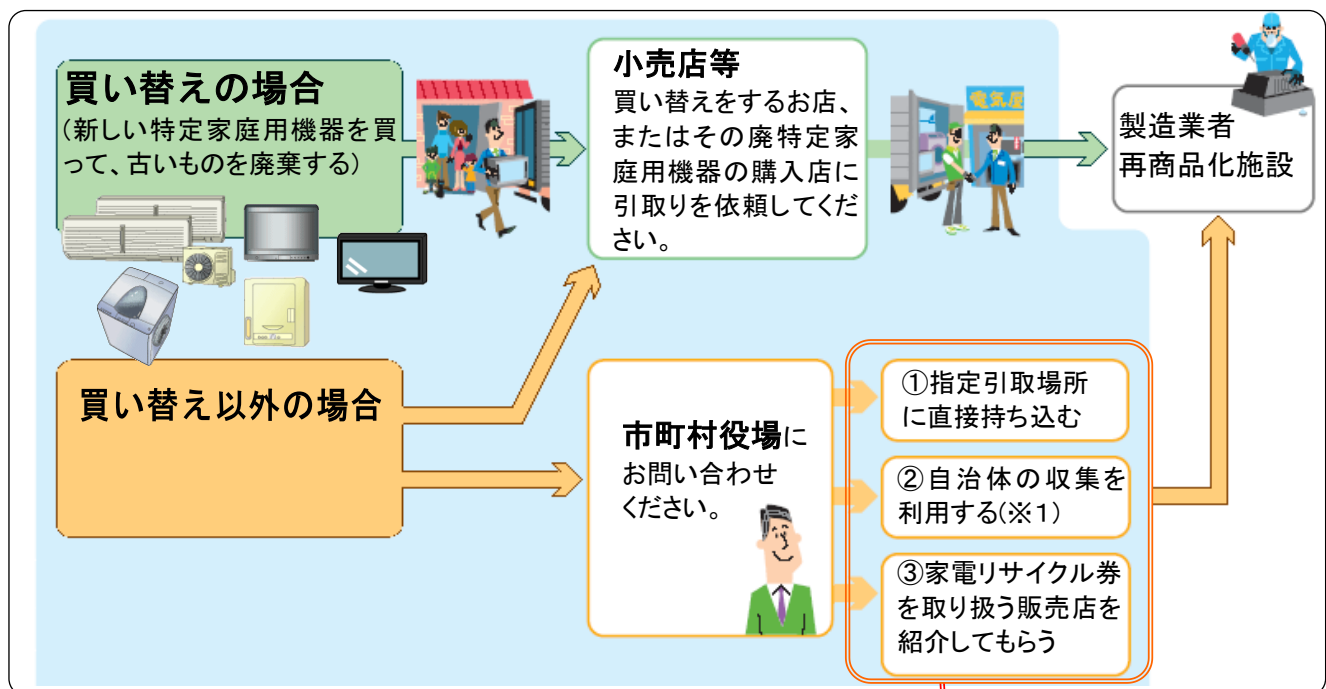 買い替えの場合
(新しい特定家庭用機器を買
って、古いものを廃棄する)
小売店等
買い替えをするお店、
またはその廃特定家
庭用機器の購入店に
引取りを依頼してくだ
さい。
電気屋
製造業者
再商品化施設
買い替え以外の場合
市町村役場に
お問い合わせ
ください。
①指定引取場所
に直接持ち込む
②自治体の収集を
利用する(※1)
③家電リサイクル券
を取り扱う販売店を
紹介してもらう